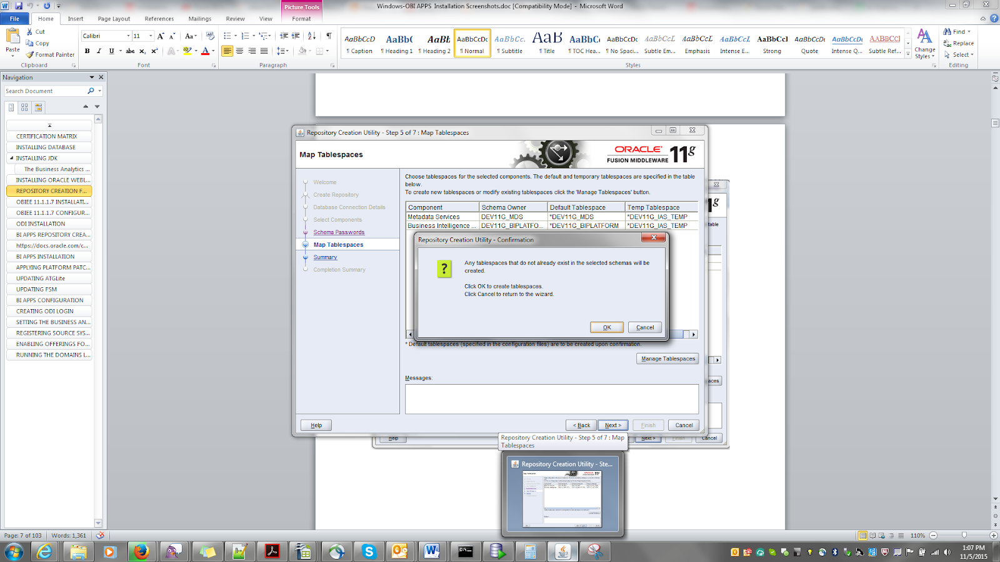 Windows-OBI APPS  Installation Screenshots.doc [Compatibility Mode]  -  Microsoft Word
Picture Tools
File
Home
Insert
Page Layout
References
Mailings
Review
View
Format
Paste
Cut
Copy
Format Painter
Clipboard
Calibri
11
Font
Paragraph
AaBbCcD
¶ Caption
AaBb(
¶ Heading 1
AaBb
¶ Heading 2
AaBbCcDc
¶ Normal
AaBbCc.
¶ Subtitle
AaB
¶ Title
AaBbC
¶ TOC Hea...
AaBbCcDc
¶ No Spaci...
AaBbCcL
Subtle Em...
AaBbCcL
Emphasis
AaBbCcL
Intense E...
AaBbCcl
Strong
AaBbCcDc
Quote
AaBbCcDc
Intense Q...
AABBCCI
Subtle Ref...
Styles
Change
Styles
Find
Replace
Select
Editing
Navigation
Search Document
CERTIFICATION MATRIX
INSTALLING DATABASE
INSTALLING JDK
The Business Analytics ...
INSTALLING ORACLE WEBL...
REPOSITORY CREATION F...
OBIEE 11.1.1.7 INSTALLATI...
OBIEE 11.1.1.7 CONFIGUR...
ODI INSTALLATION
BI APPS REPOSITORY CREA...
https://docs.oracle.com/c...
BI APPS INSTALLATION
APPLYING PLATFORM PATC...
UPDATING ATGLite
UPDATING FSM
BI APPS CONFIGURATION
CREATING ODI LOGIN
SETTING THE BUSINESS AN...
REGISTERING SOURCE SYS...
ENABLING OFFERINGS FO...
RUNNING THE DOMAINS L...
Repository Creation Utility - Step 5 of 7 : Map Tablespaces
Map Tablespaces
ORACLE
FUSION MIDDLEWARE
11g
Welcome
Create Repository
Database Connection Details
Select Components
Schema Passwords
Map Tablespaces
Summary
Completion Summary
Choose tablespaces for the selected components. The default and temporary tablespaces are specified in the table
below.
To create new tablespaces or modify existing tablespaces click the 'Manage Tablespaces' button.
Component Schema Owner Default Tablespace Temp Tablespace
Metadata Services DEV11G_MDS *DEV11G_MDS *DEV11G_IAS_TEMP
Business Intelligence ... DEV11G_BIPLATFO... *DEV11G_BIPLATFORM *DEV11G_IAS_TEMP
Repository Creation Utility - Confirmation
Any tablespaces that do not already exist in the selected schemas will be
created.
Click OK to create tablespaces.
Click Cancel to return to the wizard.
OK
Cancel
* Default tablespaces (specified in the configuration files) are to be created upon confirmation.
Manage Tablespaces
Messages:
Help
< Back
Next >
Finish
Cancel
1g
table
aces
Help
Next >
Finish
Cancel
Repository Creation Utility - Step 5 of 7 : Map
Tablespaces
Repository Creation Utility - Ste...
Page: 7 of 103
Words: 1,361
110%
1:07 PM
11/5/2015